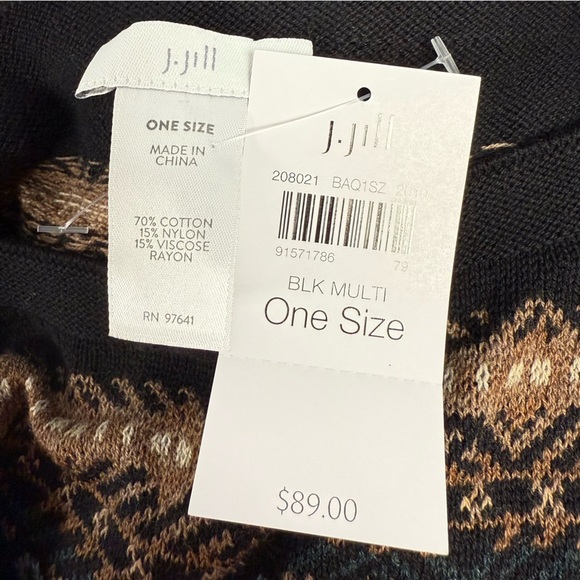 J.Jill
ONE SIZE
MADE IN
CHINA
70% COTTON
15% NYLON
15% VISCOSE
RAYON
RN 97641
J.Jill
208021 BAQ1SZ
91571786 79
BLK MULTI
One Size
$89.00